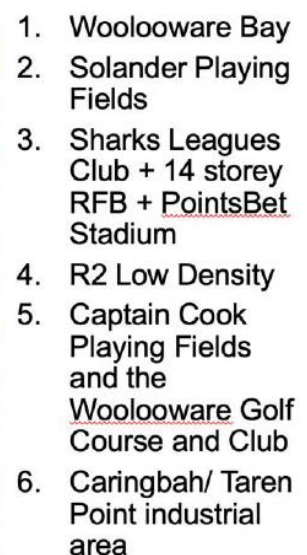 1. Woolooware Bay
2. Solander Playing
Fields
3. Sharks Leagues
Club + 14 storey
RFB + PointsBet
Stadium
4. R2 Low Density
5. Captain Cook
Playing Fields
and the
Woolooware Golf
Course and Club
6. Caringbah/ Taren
Point industrial
area